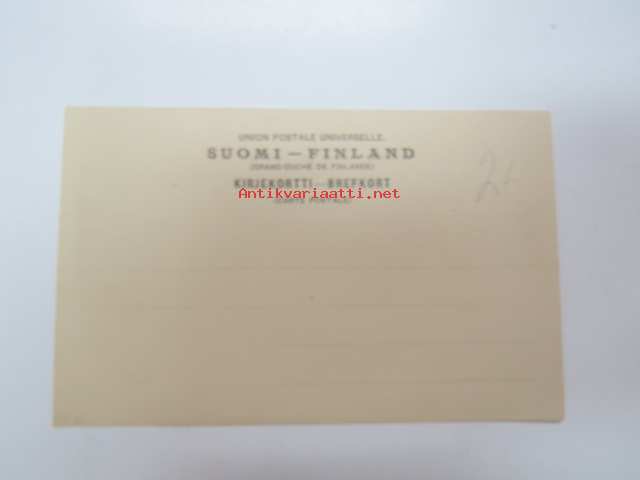 UNION POSTALE UNIVERSELLE.
SUOMI — FINLAND
(GRAND-DUCHÉ DE FINLANDE)
KIRJEKORTTI — BREFKORT
Antikvariaatti.net
(CARTE POSTALE)